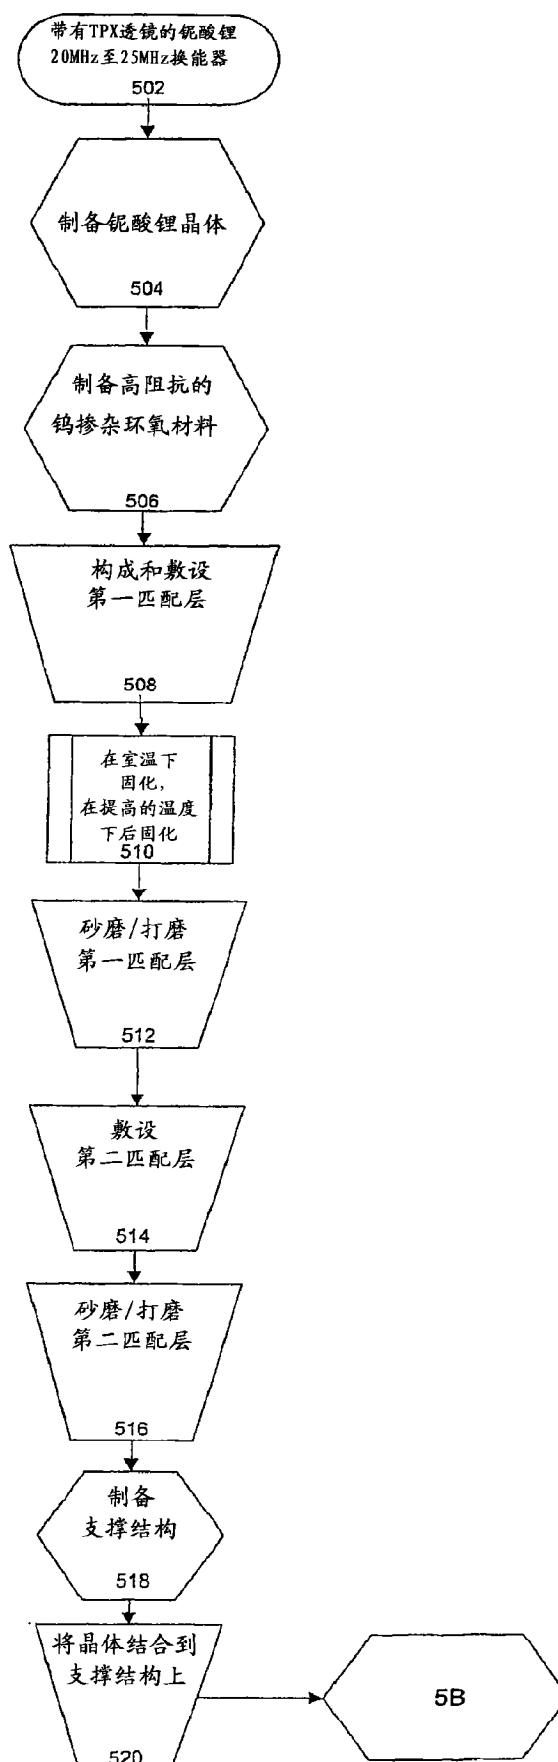 带有TPX透镜的铌酸锂
20MHz至25MHz换能器
502
制备铌酸锂晶体
504
制备高阻抗的
钨掺杂环氧材料
506
构成和敷设
第一匹配层
508
在室温下
固化，
在提高的温度
下后固化
510
砂磨/打磨
第一匹配层
512
敷设
第二匹配层
514
砂磨/打磨
第二匹配层
516
制备
支撑结构
518
将晶体结合到
支撑结构上
520
5B